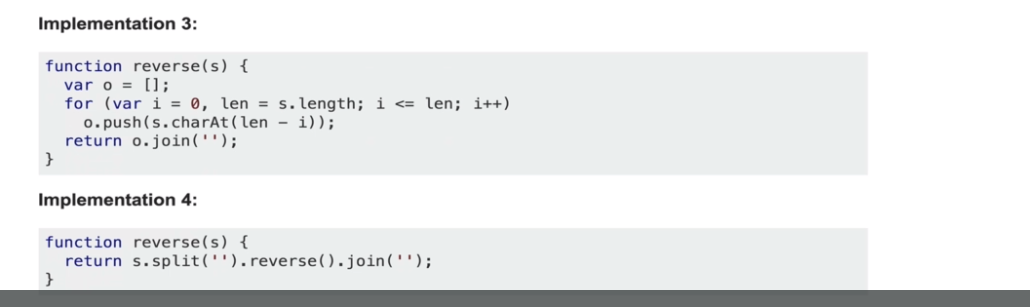 Implementation 3:
function reverse(s) {
  var o = [];
  for (var i = 0, len = s.length; i <= len; i++)
    o.push(s.charAt(len - i));
  return o.join('');
}
Implementation 4:
function reverse(s) {
  return s.split('').reverse().join('');
}